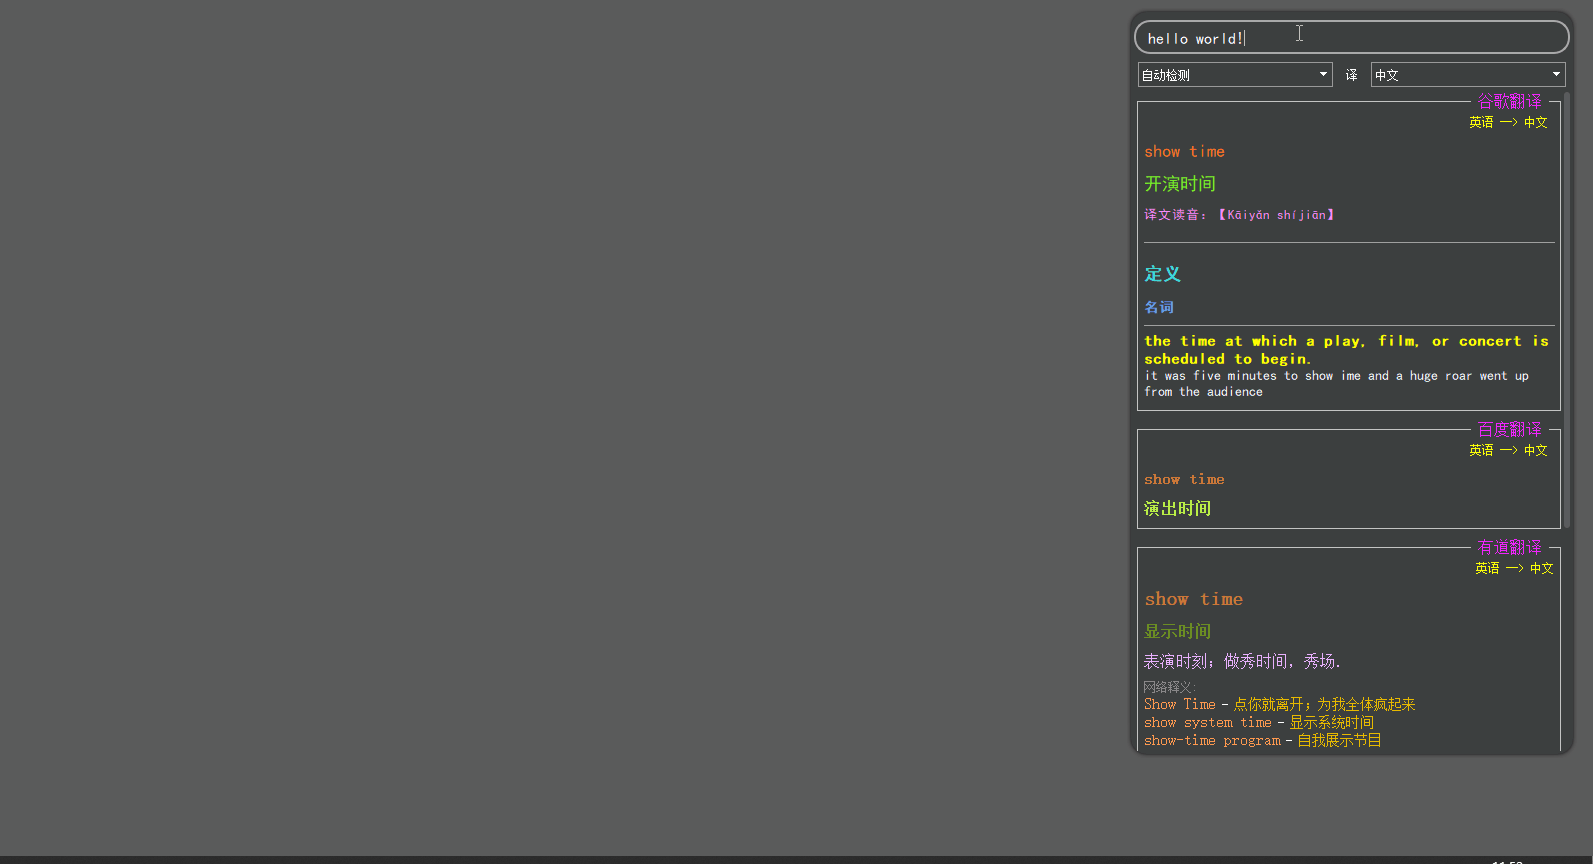 hello world!
自动检测 译 中文
谷歌翻译
英语 —> 中文
show time
开演时间
译文读音：【Kāiyǎn shíjiān】
定义
名词
the time at which a play, film, or concert is
scheduled to begin.
it was five minutes to show ime and a huge roar went up
from the audience
百度翻译
英语 —> 中文
show time
演出时间
有道翻译
英语 —> 中文
show time
显示时间
表演时刻；做秀时间，秀场.
网络释义:
Show Time - 点你就离开；为我全体疯起来
show system time - 显示系统时间
show-time program - 自我展示节目